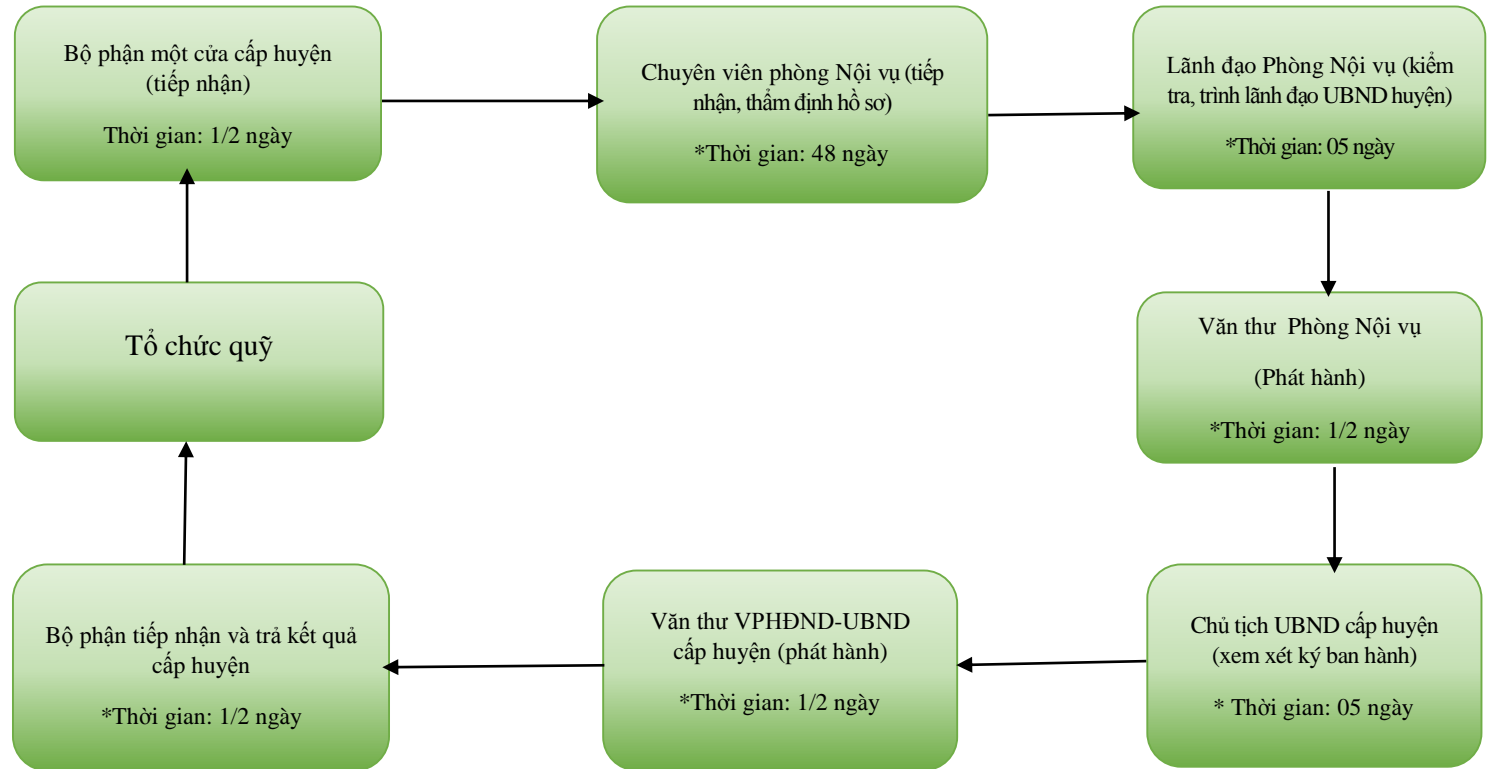 Bộ phận một cửa cấp huyện
(tiếp nhận)
Thời gian: 1/2 ngày
Chuyên viên phòng Nội vụ (tiếp
nhận, thẩm định hồ sơ)
*Thời gian: 48 ngày
Lãnh đạo Phòng Nội vụ (kiểm
tra, trình lãnh đạo UBND huyện)
*Thời gian: 05 ngày
Tổ chức quỹ
Văn thư Phòng Nội vụ
(Phát hành)
*Thời gian: 1/2 ngày
Bộ phận tiếp nhận và trả kết quả
cấp huyện
*Thời gian: 1/2 ngày
Văn thư VPHĐND-UBND
cấp huyện (phát hành)
*Thời gian: 1/2 ngày
Chủ tịch UBND cấp huyện
(xem xét ký ban hành)
* Thời gian: 05 ngày